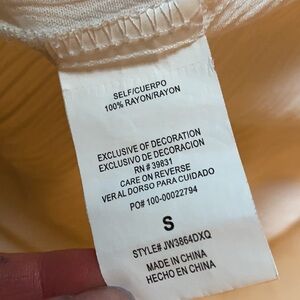 SELF/CUERPO
100% RAYON/RAYON
EXCLUSIVE OF DECORATION
EXCLUSIVO DE DECORACION
RN # 39831
CARE ON REVERSE
VER AL DORSO PARA CUIDADO
PO# 100-00022794
S
STYLE# JW3864DXQ
MADE IN CHINA
HECHO EN CHINA